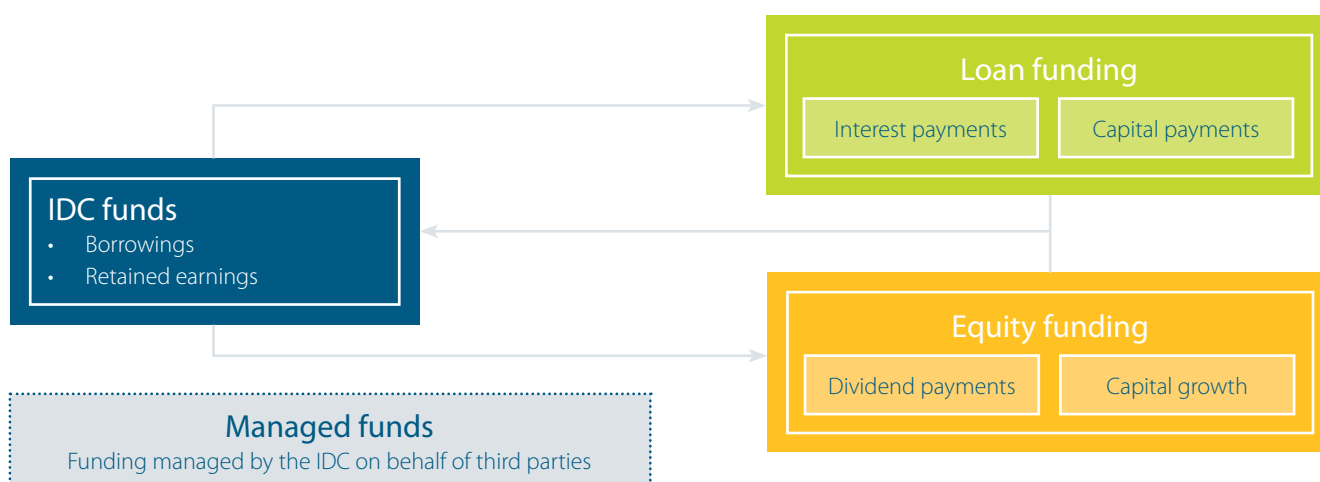 Loan funding
Interest payments
Capital payments
IDC funds
• Borrowings
• Retained earnings
Equity funding
Dividend payments
Capital growth
Managed funds
Funding managed by the IDC on behalf of third parties